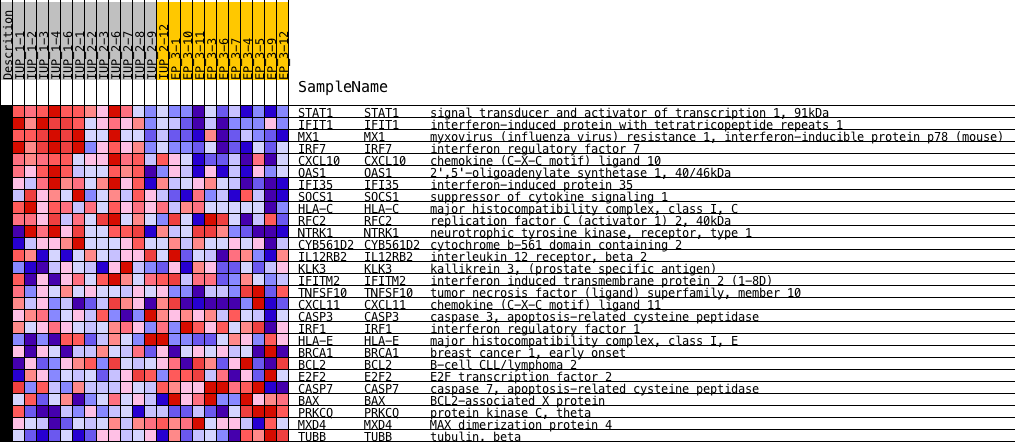 Descrition
IUP_1-1
IUP_1-2
IUP_1-3
IUP_1-4
IUP_1-6
IUP_2-1
IUP_2-2
IUP_2-3
IUP_2-6
IUP_2-7
IUP_2-8
IUP_2-9
IUP_2-12
EP_3-1
EP_3-10
EP_3-11
EP_3-3
EP_3-6
EP_3-7
EP_3-4
EP_3-5
EP_3-9
EP_3-12
SampleName
STAT1 STAT1 signal transducer and activator of transcription 1, 91kDa
IFIT1 IFIT1 interferon-induced protein with tetratricopeptide repeats 1
MX1 MX1 myxovirus (influenza virus) resistance 1, interferon-inducible protein p78 (mouse)
IRF7 IRF7 interferon regulatory factor 7
CXCL10 CXCL10 chemokine (C-X-C motif) ligand 10
OAS1 OAS1 2',5'-oligoadenylate synthetase 1, 40/46kDa
IFI35 IFI35 interferon-induced protein 35
SOCS1 SOCS1 suppressor of cytokine signaling 1
HLA-C HLA-C major histocompatibility complex, class I, C
RFC2 RFC2 replication factor C (activator 1) 2, 40kDa
NTRK1 NTRK1 neurotrophic tyrosine kinase, receptor, type 1
CYB561D2 CYB561D2 cytochrome b-561 domain containing 2
IL12RB2 IL12RB2 interleukin 12 receptor, beta 2
KLK3 KLK3 kallikrein 3, (prostate specific antigen)
IFITM2 IFITM2 interferon induced transmembrane protein 2 (1-8D)
TNFSF10 TNFSF10 tumor necrosis factor (ligand) superfamily, member 10
CXCL11 CXCL11 chemokine (C-X-C motif) ligand 11
CASP3 CASP3 caspase 3, apoptosis-related cysteine peptidase
IRF1 IRF1 interferon regulatory factor 1
HLA-E HLA-E major histocompatibility complex, class I, E
BRCA1 BRCA1 breast cancer 1, early onset
BCL2 BCL2 B-cell CLL/lymphoma 2
E2F2 E2F2 E2F transcription factor 2
CASP7 CASP7 caspase 7, apoptosis-related cysteine peptidase
BAX BAX BCL2-associated X protein
PRKCQ PRKCQ protein kinase C, theta
MXD4 MXD4 MAX dimerization protein 4
TUBB TUBB tubulin, beta